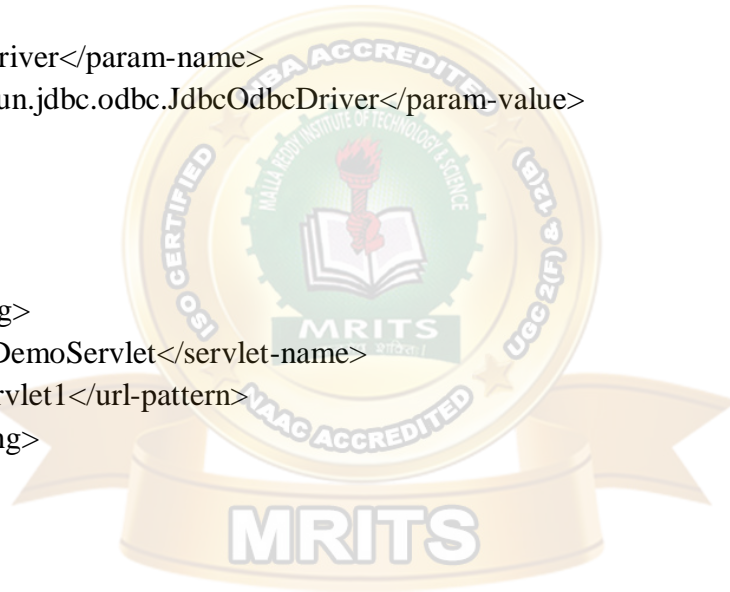 river</param-name>
un.jdbc.odbc.JdbcOdbcDriver</param-value>
g>
DemoServlet</servlet-name>
rvlet1</url-pattern>
ng>
NBA ACCREDITED
MALLA REDDY INSTITUTE OF TECHNOLOGY & SCIENCE
ISO CERTIFIED
UGC 2(F) & 12(B)
MRITS
NAAC ACCREDITED
MRITS